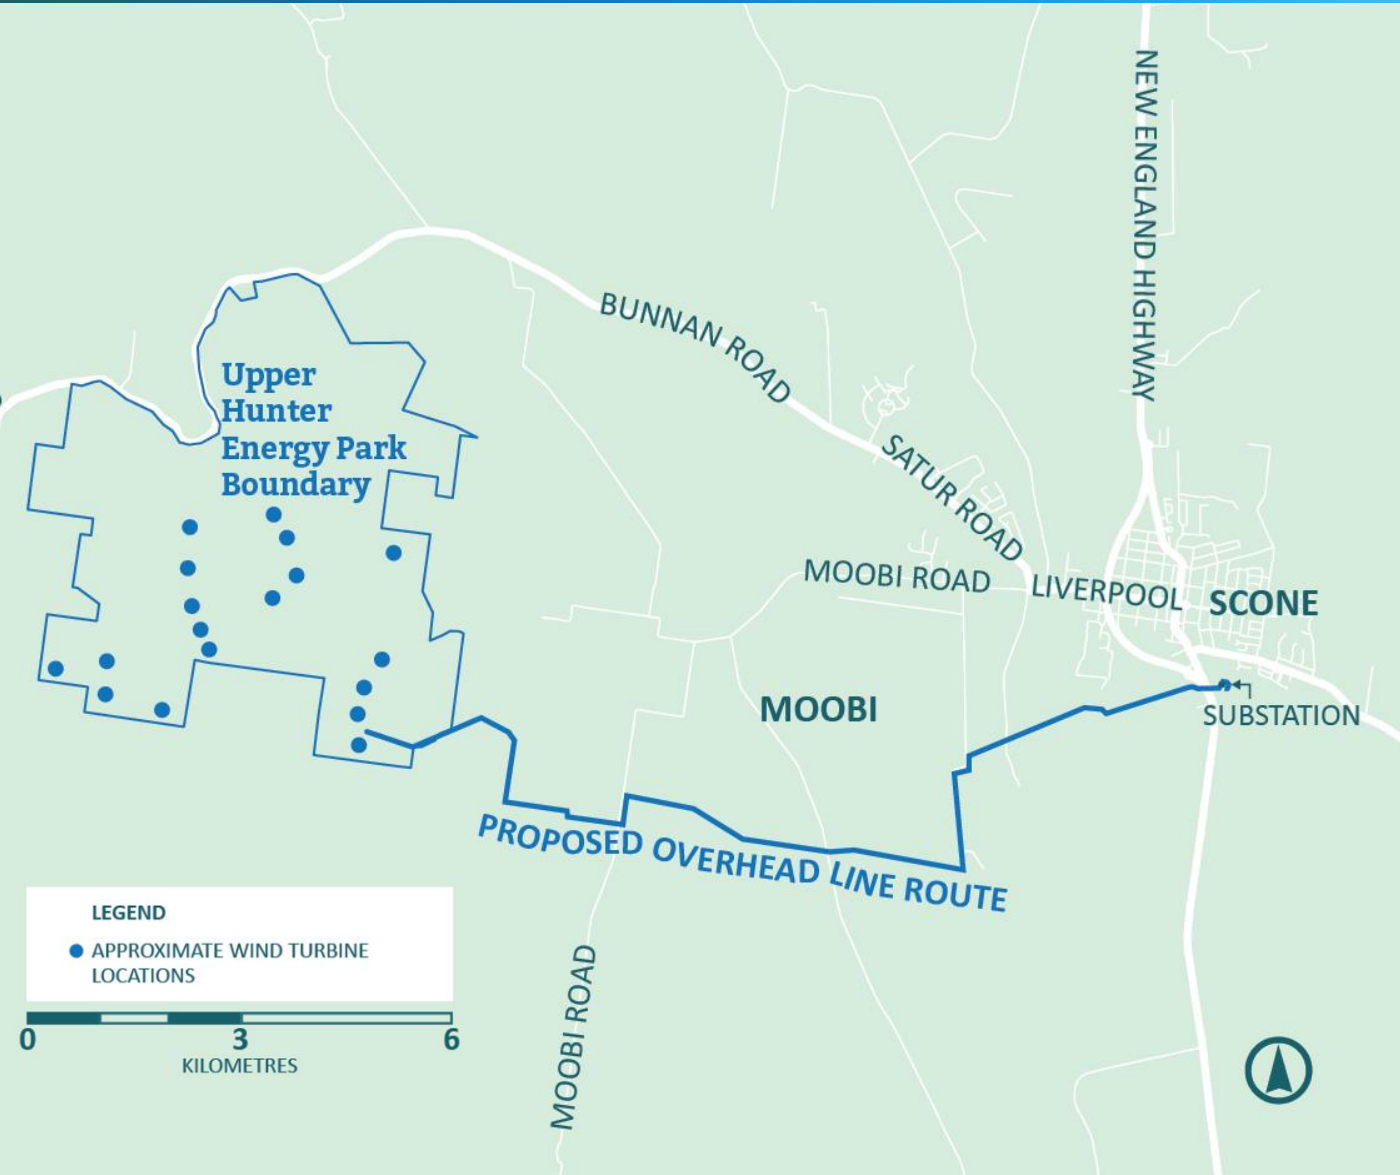 NEW ENGLAND HIGHWAY
BUNNAN ROAD
Upper
Hunter
Energy Park
Boundary
SATUR ROAD
MOOBI ROAD
LIVERPOOL
SCONE
MOOBI
SUBSTATION
PROPOSED OVERHEAD LINE ROUTE
LEGEND
APPROXIMATE WIND TURBINE
LOCATIONS
0 3 6
KILOMETRES
MOOBI ROAD